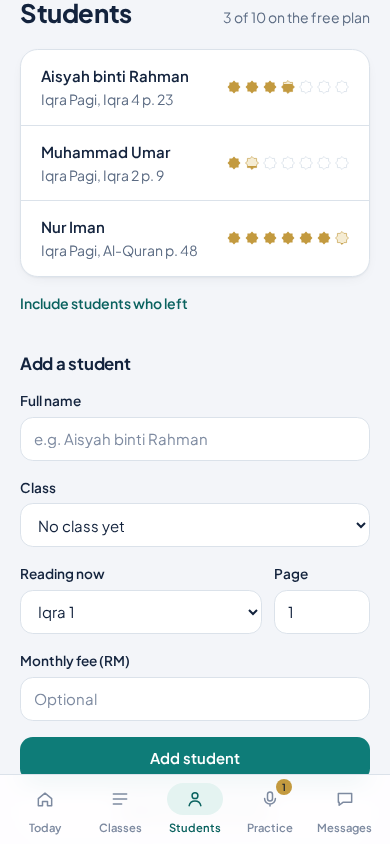 Students
3 of 10 on the free plan
Aisyah binti Rahman
Iqra Pagi, Iqra 4 p. 23
Muhammad Umar
Iqra Pagi, Iqra 2 p. 9
Nur Iman
Iqra Pagi, Al-Quran p. 48
Include students who left
Add a student
Full name
e.g. Aisyah binti Rahman
Class
No class yet
Reading now
Page
Iqra 1
1
Monthly fee (RM)
Optional
Add student
1
Today
Classes
Students
Practice
Messages